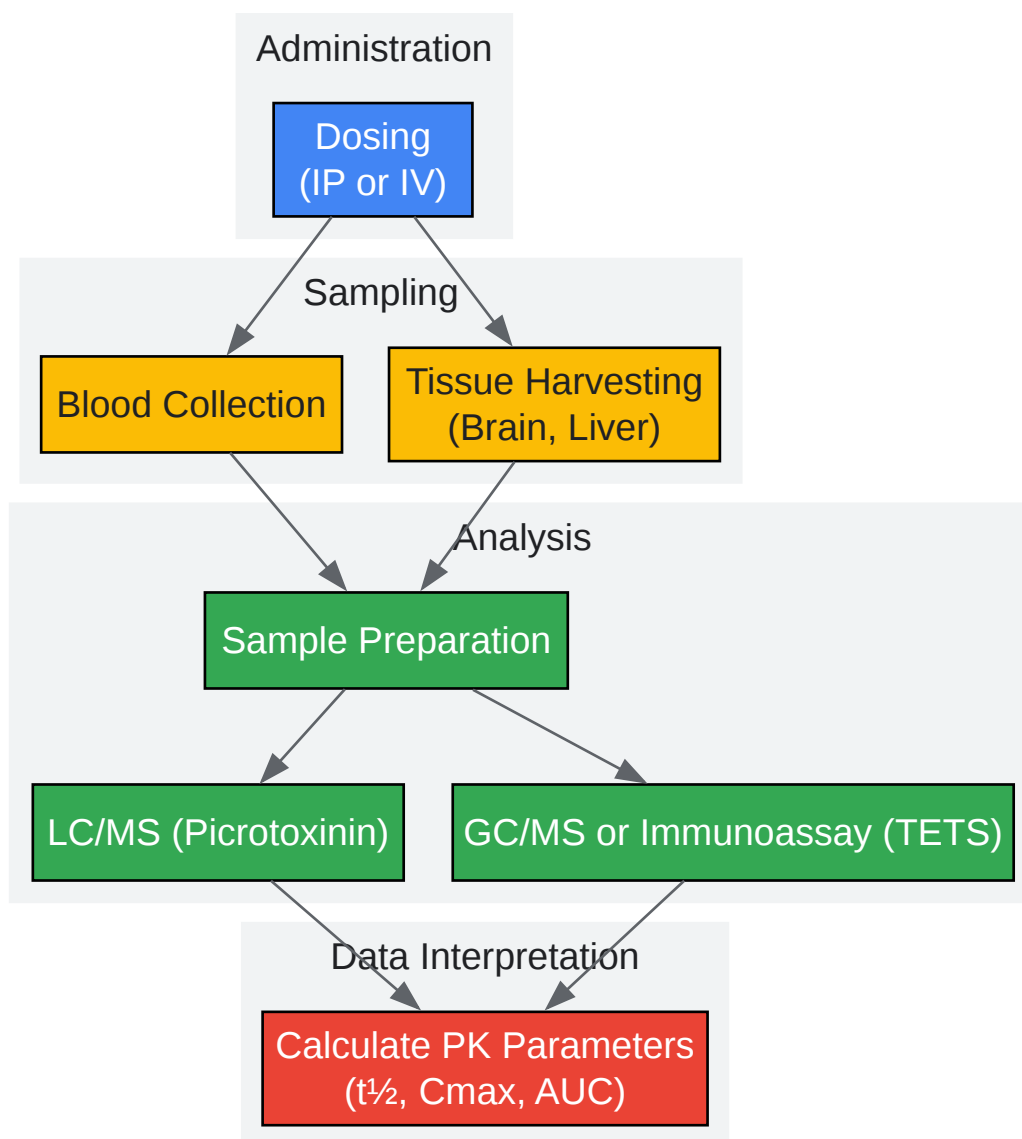 Administration
Dosing
(IP or IV)
Sampling
Blood Collection
Tissue Harvesting
(Brain, Liver)
Analysis
Sample Preparation
LC/MS (Picrotoxinin)
GC/MS or Immunoassay (TETS)
Data Interpretation
Calculate PK Parameters
(t½, Cmax, AUC)